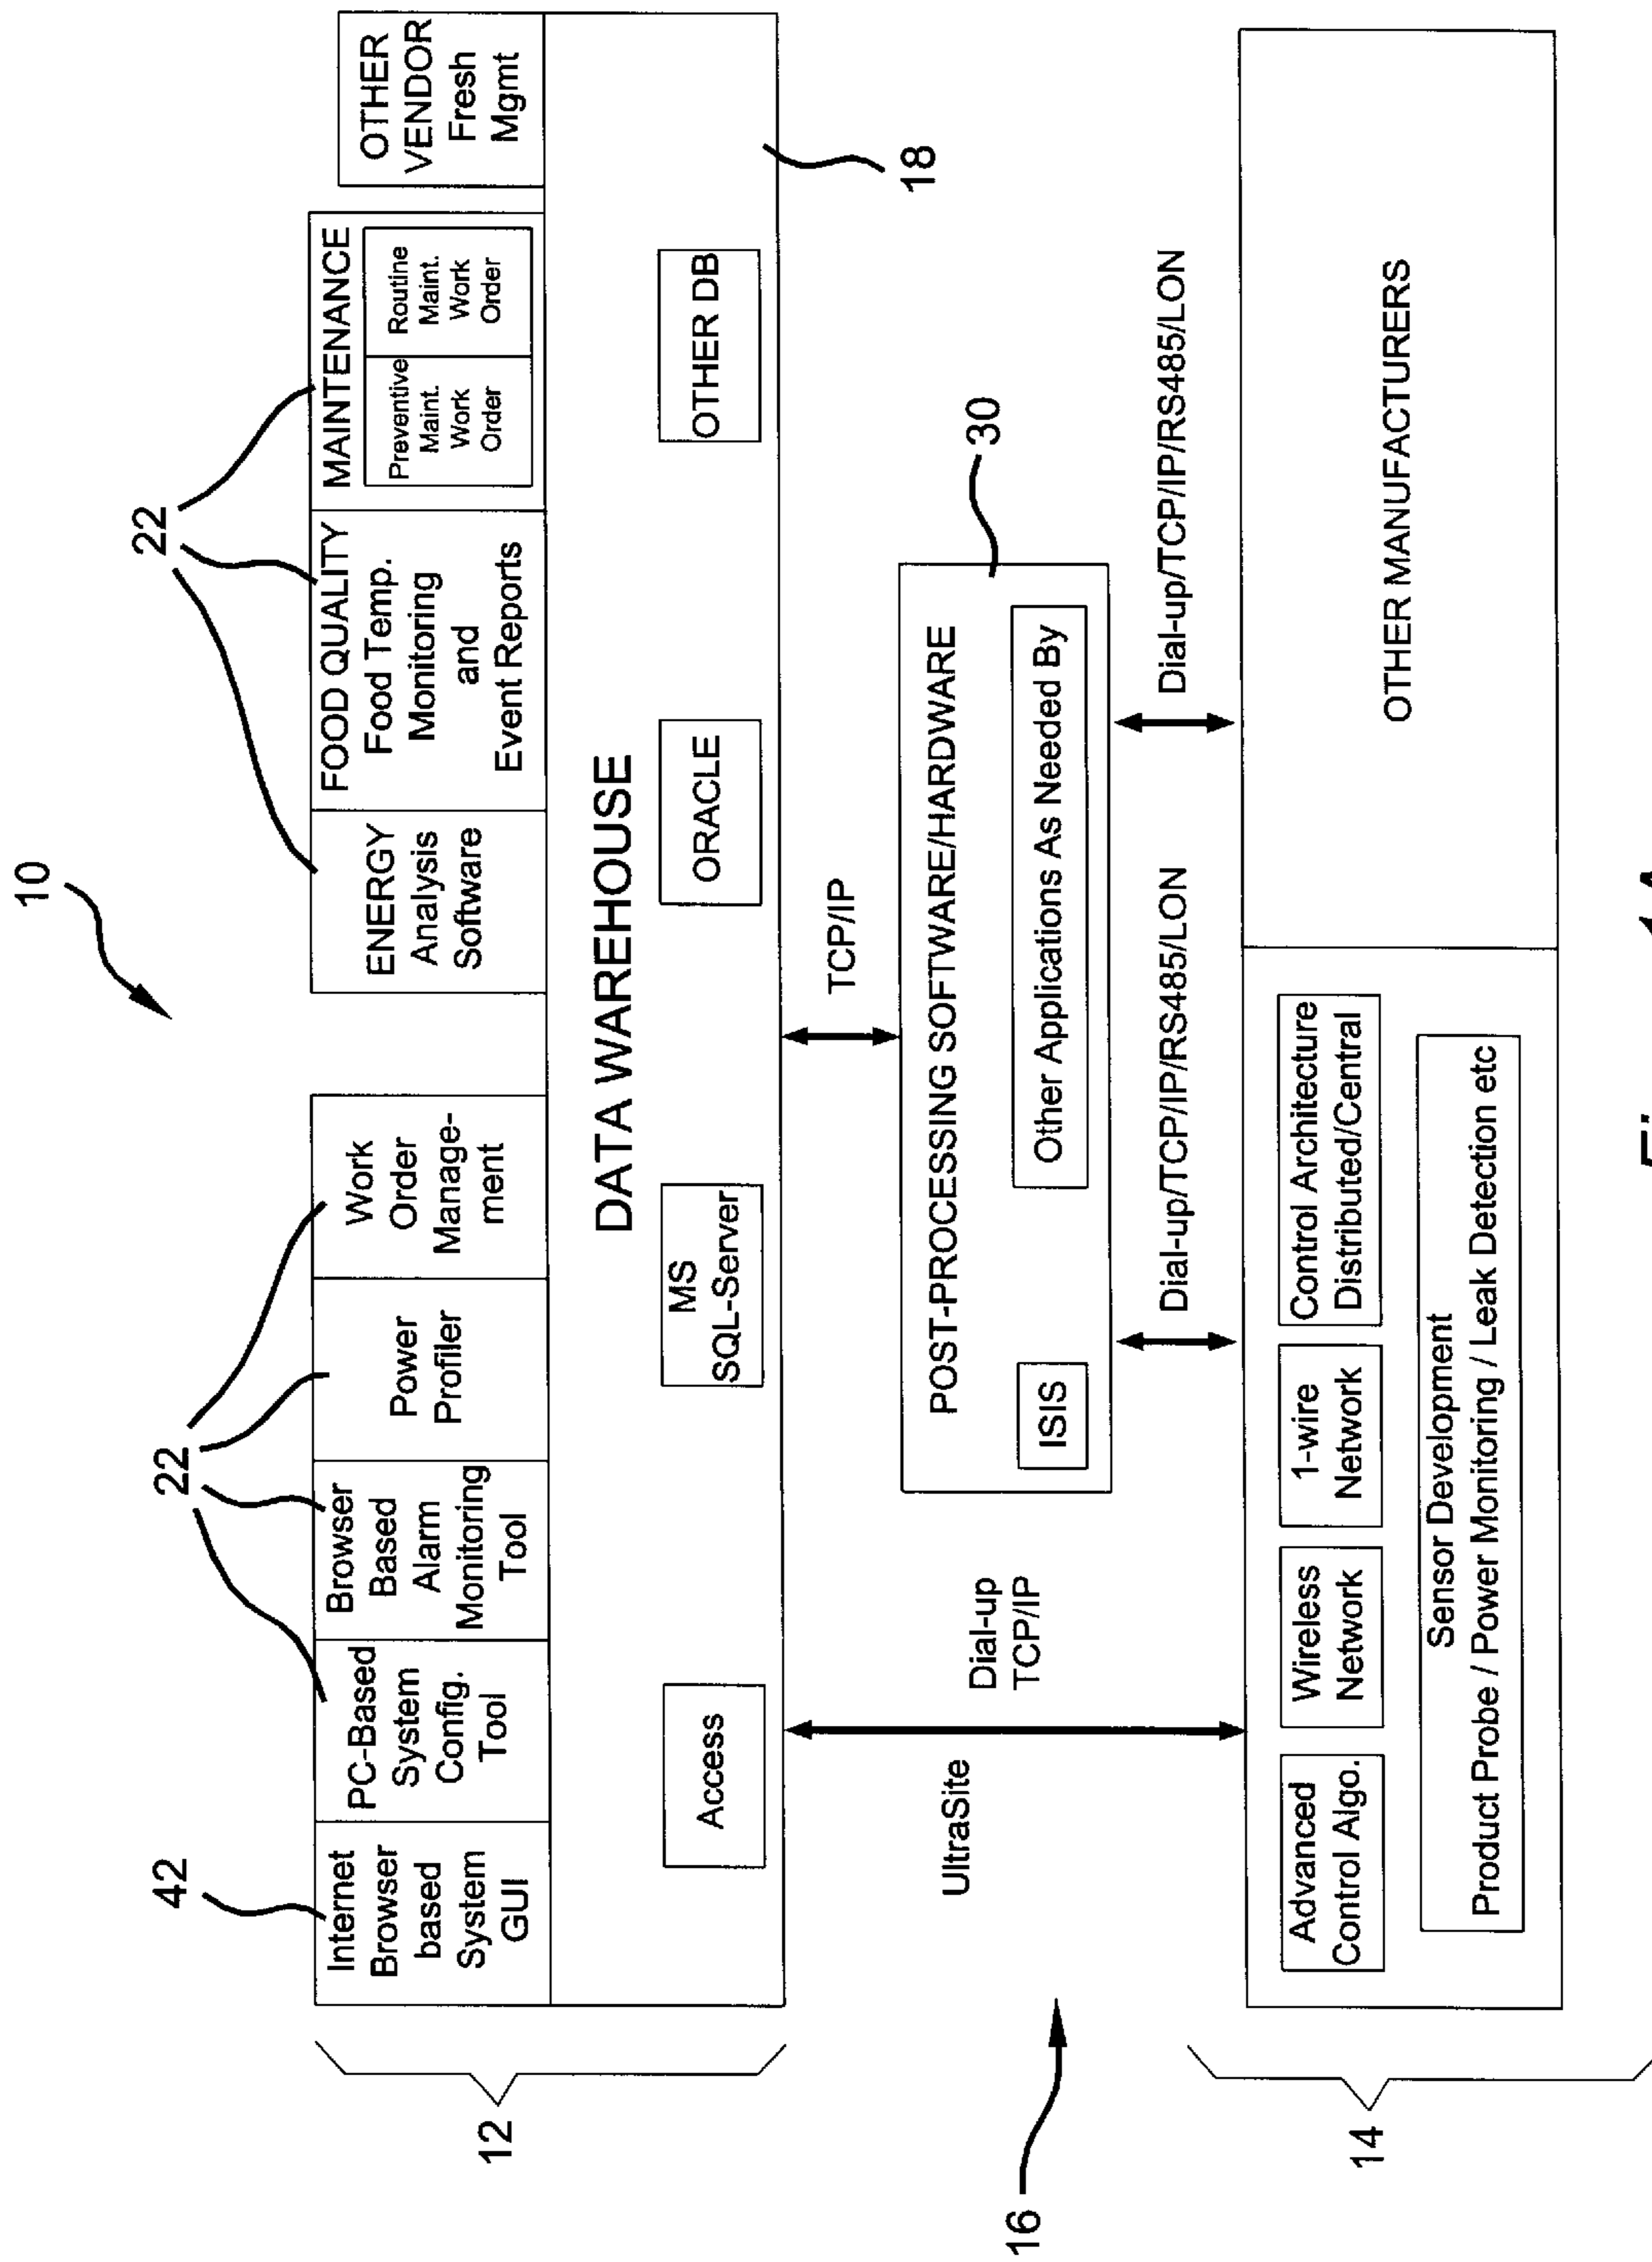 10
42
22
22
Internet
Browser
based
System
GUI
PC-Based
System
Config.
Tool
Browser
Based
Alarm
Monitoring
Tool
Power
Profiler
Work
Order
Manage-
ment
ENERGY
Analysis
Software
FOOD QUALITY
Food Temp.
Monitoring
and
Event Reports
MAINTENANCE
Preventive
Maint.
Work
Order
Routine
Maint.
Work
Order
OTHER
VENDOR
Fresh
Mgmt
12
DATA WAREHOUSE
Access
MS
SQL-Server
ORACLE
OTHER DB
18
TCP/IP
UltraSite
Dial-up
TCP/IP
16
POST-PROCESSING SOFTWARE/HARDWARE
30
ISIS
Other Applications As Needed By
Dial-up/TCP/IP/RS485/LON
Dial-up/TCP/IP/RS485/LON
14
Advanced
Control Algo.
Wireless
Network
1-wire
Network
Control Architecture
Distributed/Central
Sensor Development
Product Probe / Power Monitoring / Leak Detection etc
OTHER MANUFACTURERS